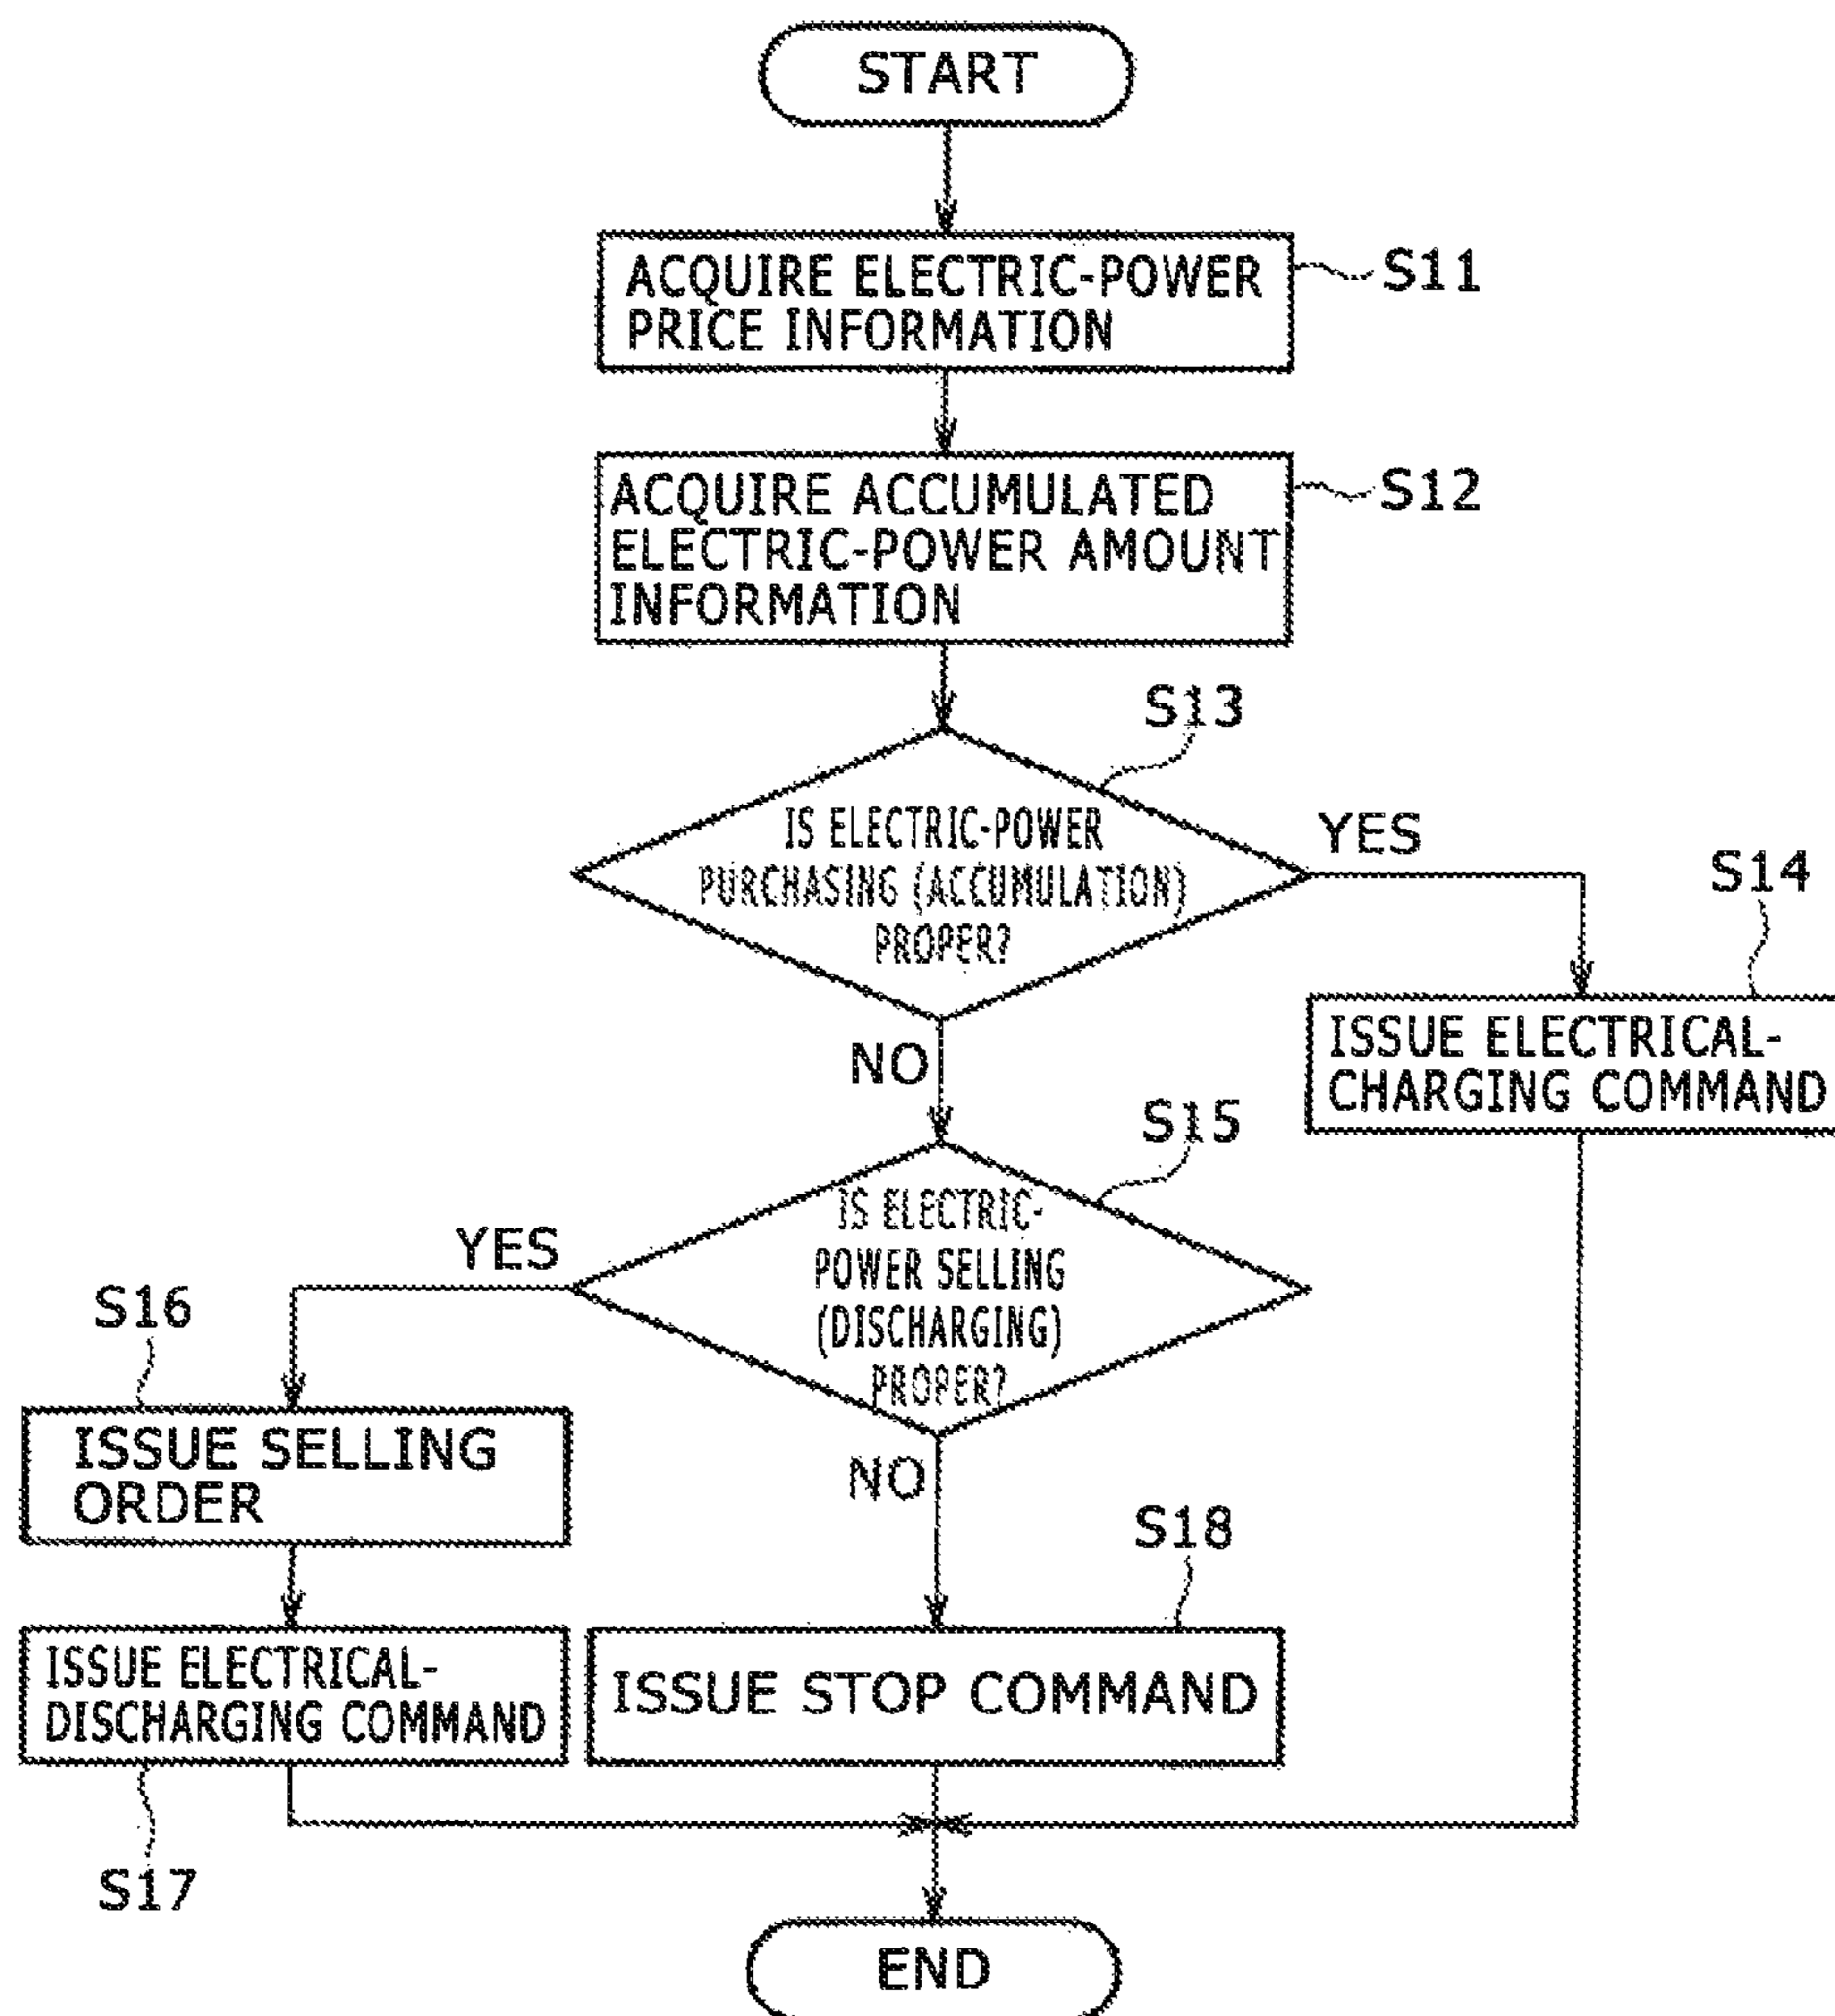 START
ACQUIRE ELECTRIC-POWER
PRICE INFORMATION
S11
ACQUIRE ACCUMULATED
ELECTRIC-POWER AMOUNT
INFORMATION
S12
S13
IS ELECTRIC-POWER
PURCHASING (ACCUMULATION)
PROPER?
YES
S14
ISSUE ELECTRICAL-
CHARGING COMMAND
NO
S15
IS ELECTRIC-
POWER SELLING
(DISCHARGING)
PROPER?
YES
S16
ISSUE SELLING
ORDER
NO
S18
ISSUE ELECTRICAL-
DISCHARGING COMMAND
ISSUE STOP COMMAND
S17
END